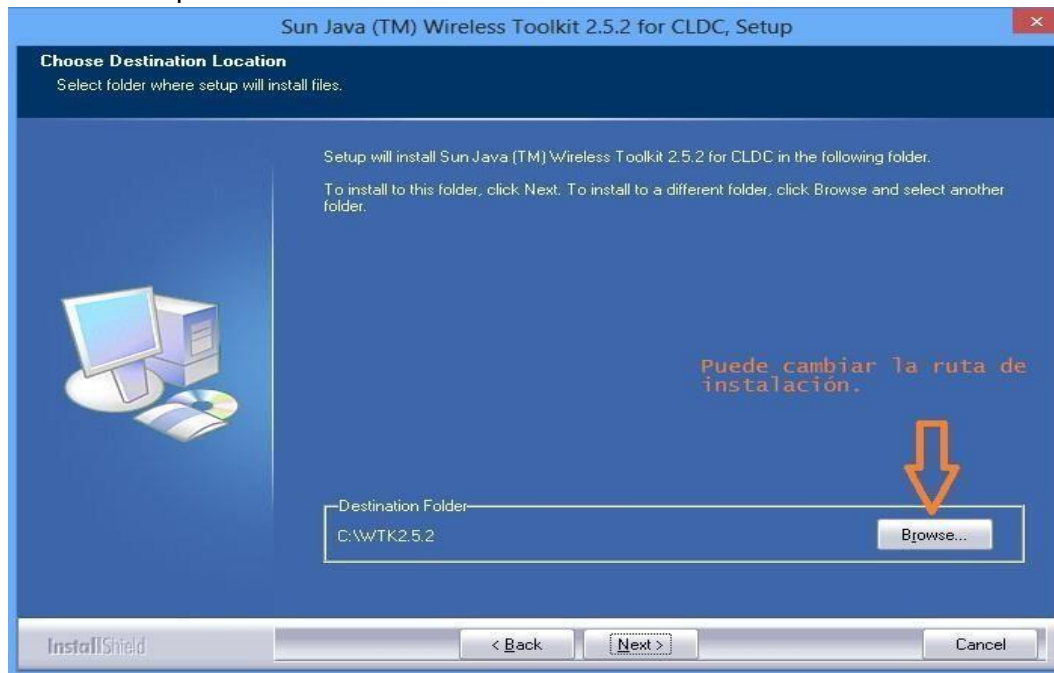 Sun Java (TM) Wireless Toolkit 2.5.2 for CLDC, Setup
Choose Destination Location
Select folder where setup will install files.
Setup will install Sun Java (TM) Wireless Toolkit 2.5.2 for CLDC in the following folder.
To install to this folder, click Next. To install to a different folder, click Browse and select another
folder.
Puede cambiar la ruta de
instalación.
Destination Folder
C:\WTK2.5.2
Browse...
InstallShield
< Back
Next >
Cancel